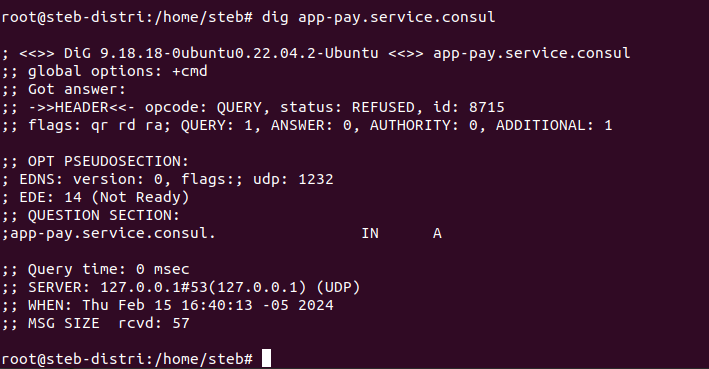 root@steb-distri:/home/steb# dig app-pay.service.consul
; <<>> DiG 9.18.18-0ubuntu0.22.04.2-Ubuntu <<>> app-pay.service.consul
;; global options: +cmd
;; Got answer:
;; ->>HEADER<<- opcode: QUERY, status: REFUSED, id: 8715
;; flags: qr rd ra; QUERY: 1, ANSWER: 0, AUTHORITY: 0, ADDITIONAL: 1
;; OPT PSEUDOSECTION:
; EDNS: version: 0, flags:; udp: 1232
; EDE: 14 (Not Ready)
;; QUESTION SECTION:
;app-pay.service.consul. IN A
;; Query time: 0 msec
;; SERVER: 127.0.0.1#53(127.0.0.1) (UDP)
;; WHEN: Thu Feb 15 16:40:13 -05 2024
;; MSG SIZE rcvd: 57
root@steb-distri:/home/steb#